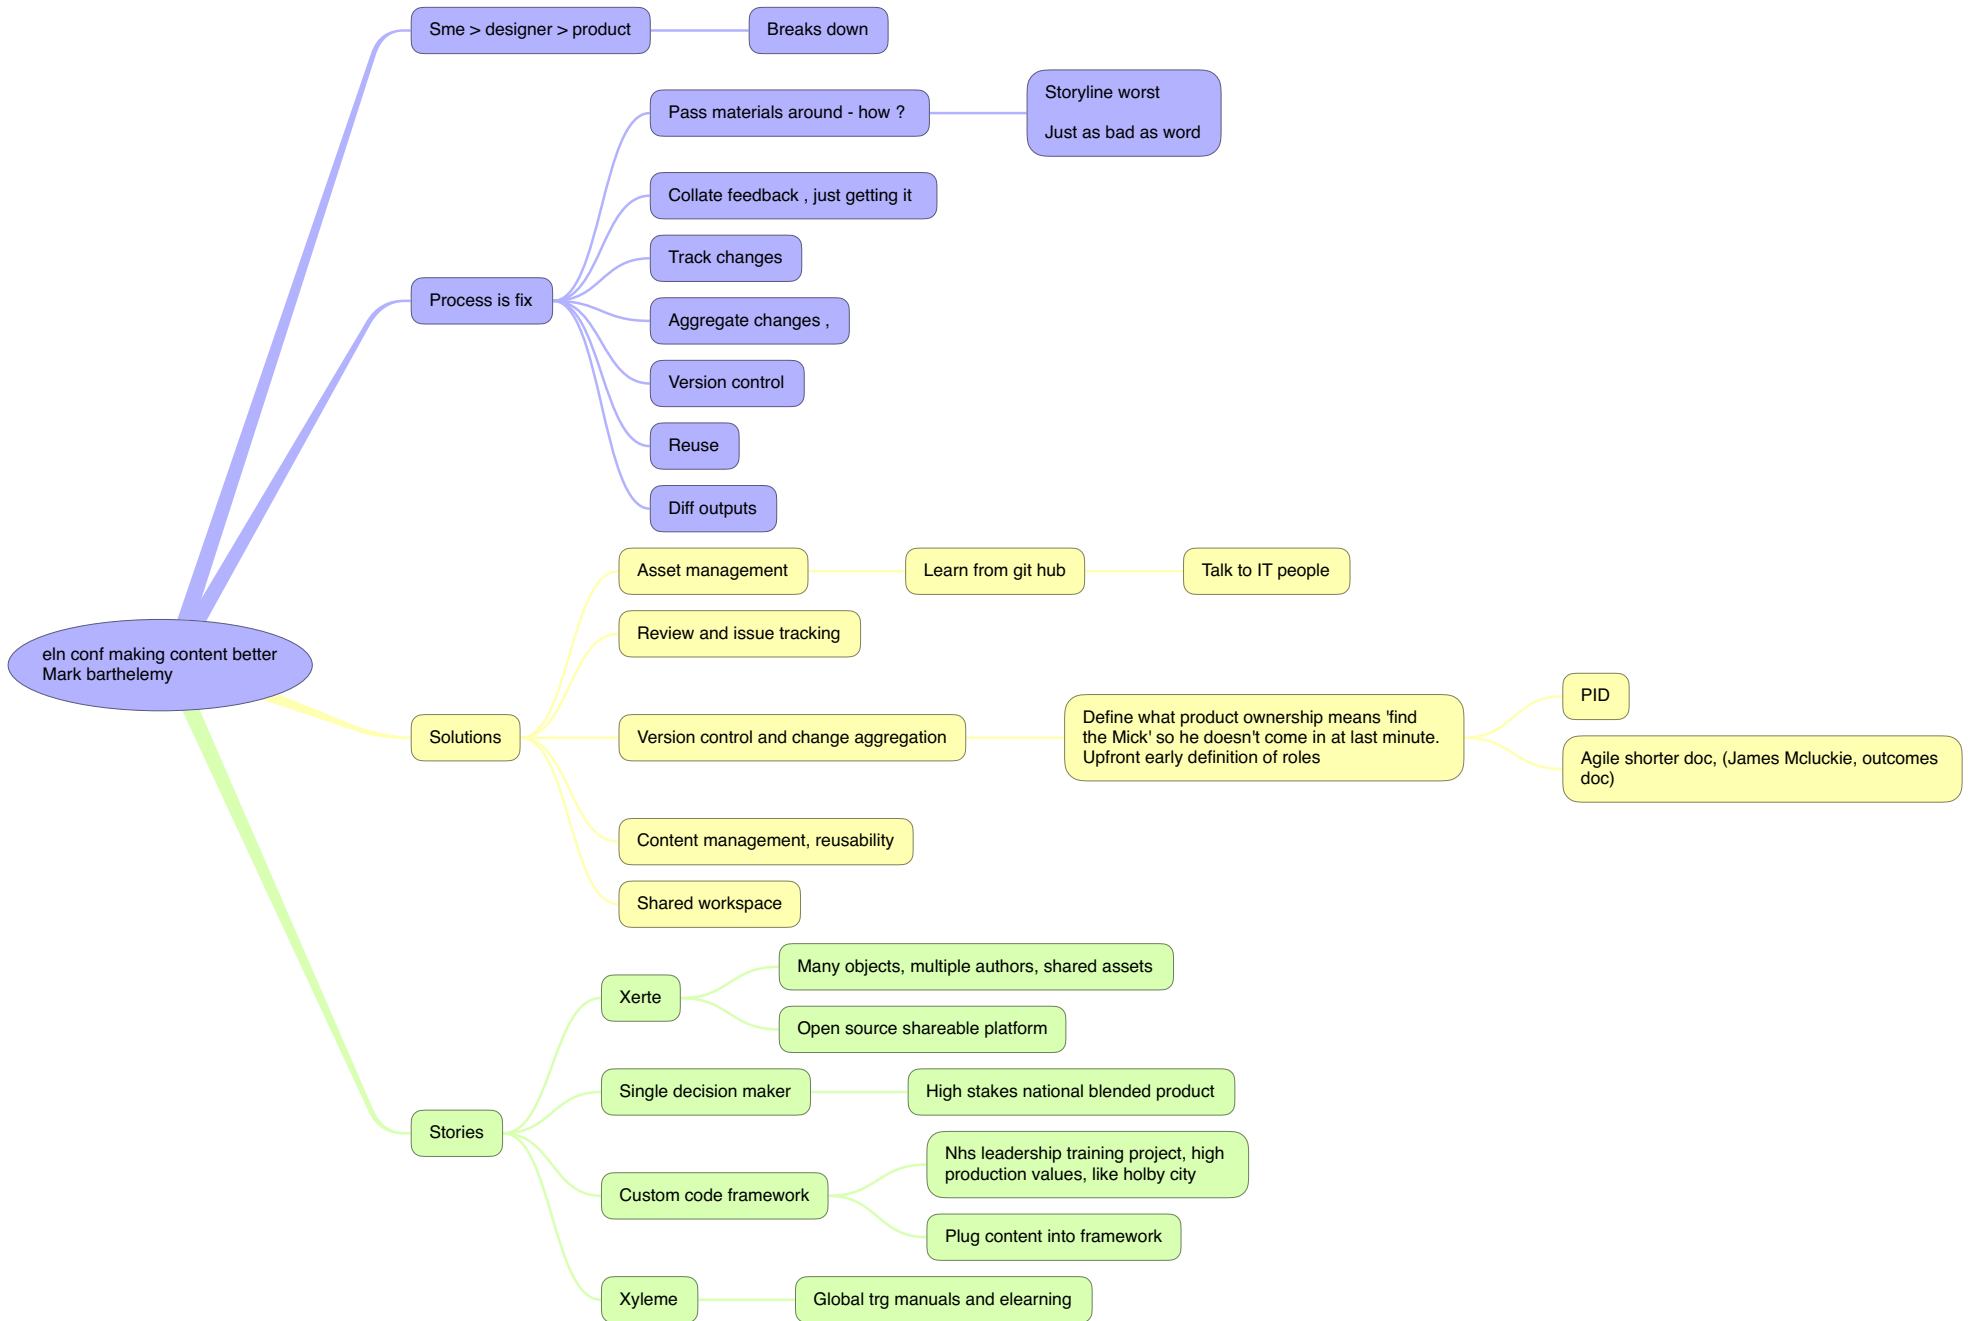 Sme > designer > product
Breaks down
Pass materials around - how ?
Storyline worst
Just as bad as word
Collate feedback , just getting it
Track changes
Process is fix
Aggregate changes ,
Version control
Reuse
Diff outputs
Asset management
Learn from git hub
Talk to IT people
Review and issue tracking
eln conf making content better
Mark barthelemy
Solutions
Version control and change aggregation
Define what product ownership means 'find
the Mick' so he doesn't come in at last minute.
Upfront early definition of roles
PID
Agile shorter doc, (James Mcluckie, outcomes
doc)
Content management, reusability
Shared workspace
Xerte
Many objects, multiple authors, shared assets
Open source shareable platform
Single decision maker
High stakes national blended product
Stories
Custom code framework
Nhs leadership training project, high
production values, like holby city
Plug content into framework
Xyleme
Global trg manuals and elearning